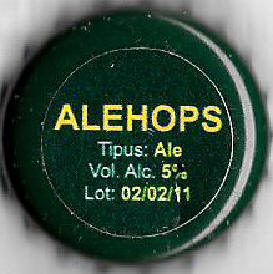 ALEHOPS
Tipus: Ale
Vol. Alc. 5%
Lot: 02/02/11